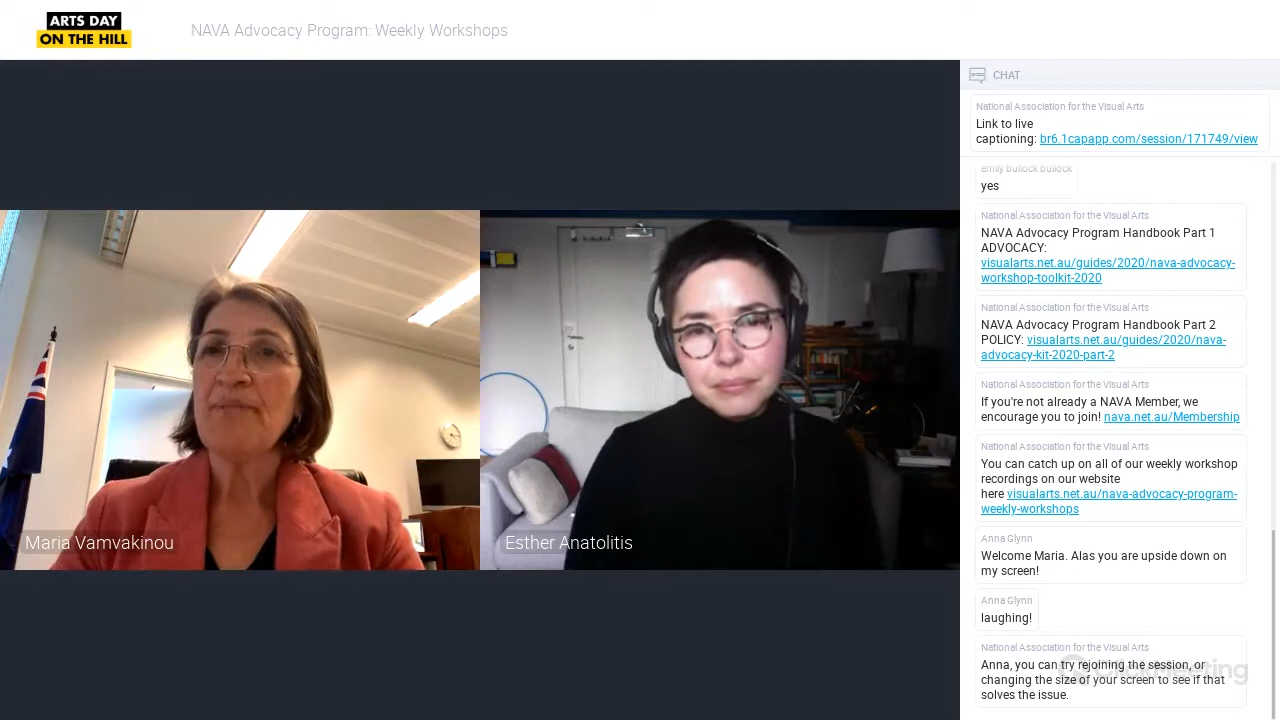 ARTS DAY
ON THE HILL
NAVA Advocacy Program: Weekly Workshops
CHAT
National Association for the Visual Arts
Link to live
captioning: br6.1capapp.com/session/171749/view
emily bullock bullock
yes
National Association for the Visual Arts
NAVA Advocacy Program Handbook Part 1
ADVOCACY:
visualarts.net.au/guides/2020/nava-advocacy-
workshop-toolkit-2020
National Association for the Visual Arts
NAVA Advocacy Program Handbook Part 2
POLICY: visualarts.net.au/guides/2020/nava-
advocacy-kit-2020-part-2
National Association for the Visual Arts
If you're not already a NAVA Member, we
encourage you to join! nava.net.au/Membership
National Association for the Visual Arts
You can catch up on all of our weekly workshop
recordings on our website
here visualarts.net.au/nava-advocacy-program-
weekly-workshops
Anna Glynn
Welcome Maria. Alas you are upside down on
my screen!
Anna Glynn
laughing!
National Association for the Visual Arts
Anna, you can try rejoining the session, or
changing the size of your screen to see if that
solves the issue.
ClickMeeting
Maria Vamvakinou
Esther Anatolitis